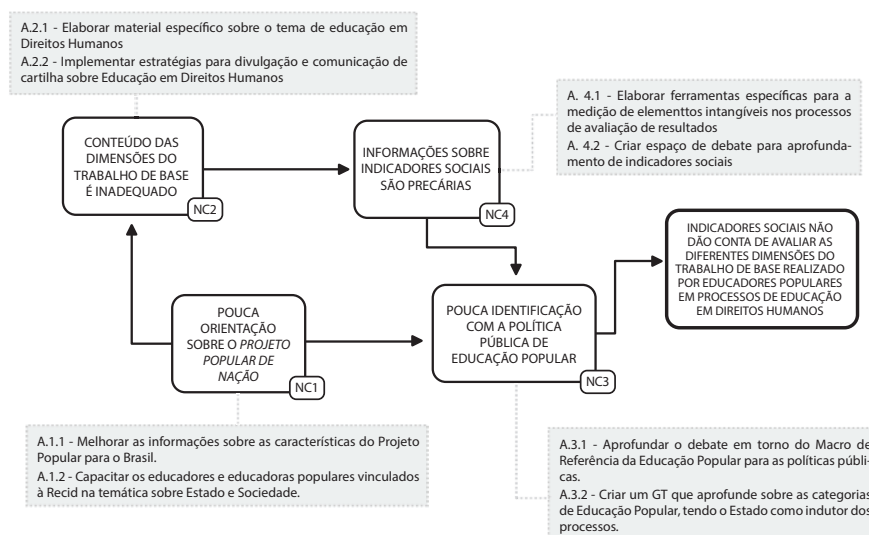 A.2.1 - Elaborar material específico sobre o tema de educação em
Direitos Humanos
A.2.2 - Implementar estratégias para divulgação e comunicação de
cartilha sobre Educação em Direitos Humanos
A. 4.1 - Elaborar ferramentas específicas para a
medição de elementtos intangíveis nos processos
de avaliação de resultados
A. 4.2 - Criar espaço de debate para aprofunda-
mento de indicadores sociais
CONTEÚDO DAS
DIMENSÕES DO
TRABALHO DE BASE
É INADEQUADO
NC2
INFORMAÇÕES SOBRE
INDICADORES SOCIAIS
SÃO PRECÁRIAS
NC4
INDICADORES SOCIAIS NÃO
DÃO CONTA DE AVALIAR AS
DIFERENTES DIMENSÕES DO
TRABALHO DE BASE REALIZADO
POR EDUCADORES POPULARES
EM PROCESSOS DE EDUCAÇÃO
EM DIREITOS HUMANOS
POUCA
ORIENTAÇÃO
SOBRE O PROJETO
POPULAR DE
NAÇÃO
NC1
POUCA IDENTIFICAÇÃO
COM A POLÍTICA
PÚBLICA DE
EDUCAÇÃO POPULAR
NC3
A.1.1 - Melhorar as informações sobre as características do Projeto
Popular para o Brasil.
A.1.2 - Capacitar os educadores e educadoras populares vinculados
à Recid na temática sobre Estado e Sociedade.
A.3.1 - Aprofundar o debate em torno do Macro de
Referência da Educação Popular para as políticas públi-
cas.
A.3.2 - Criar um GT que aprofunde sobre as categorias
de Educação Popular, tendo o Estado como indutor dos
processos.